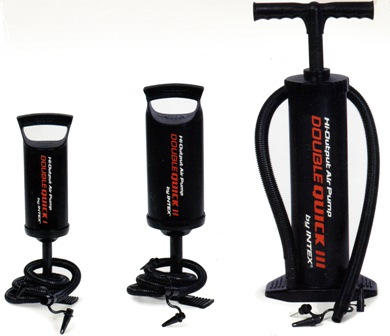 Hi-Output Air Pump
DOUBLE QUICK I
by INTEX
Hi-Output Air Pump
DOUBLE QUICK II
by INTEX
Hi-Output Air Pump
DOUBLE QUICK III
by INTEX